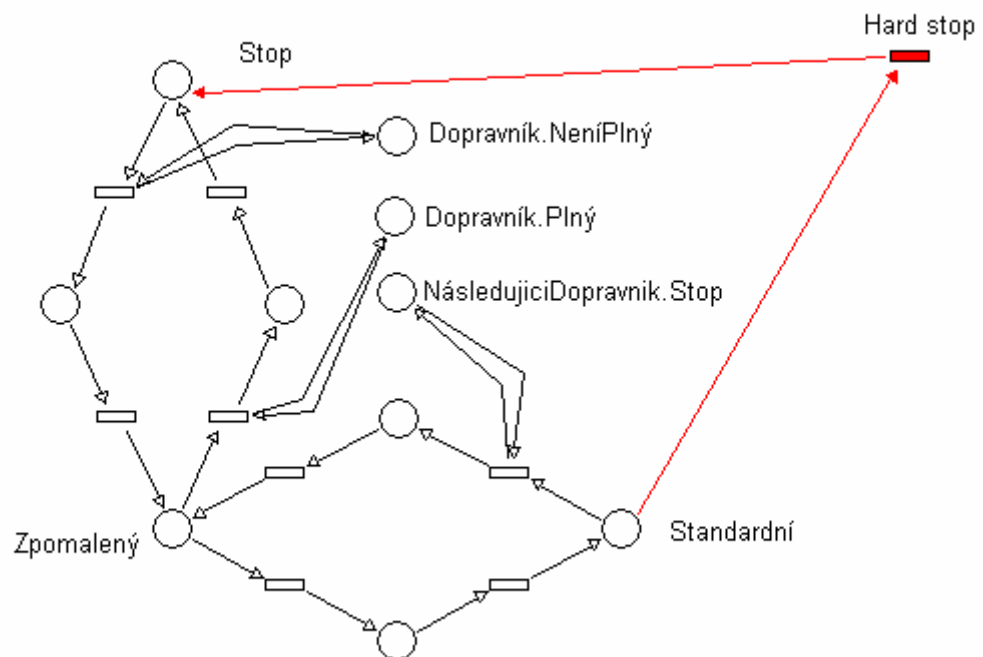 Hard stop
Stop
Dopravník.NeníPlný
Dopravník.Plný
NásledujiciDopravnik.Stop
Zpomalený
Standardní